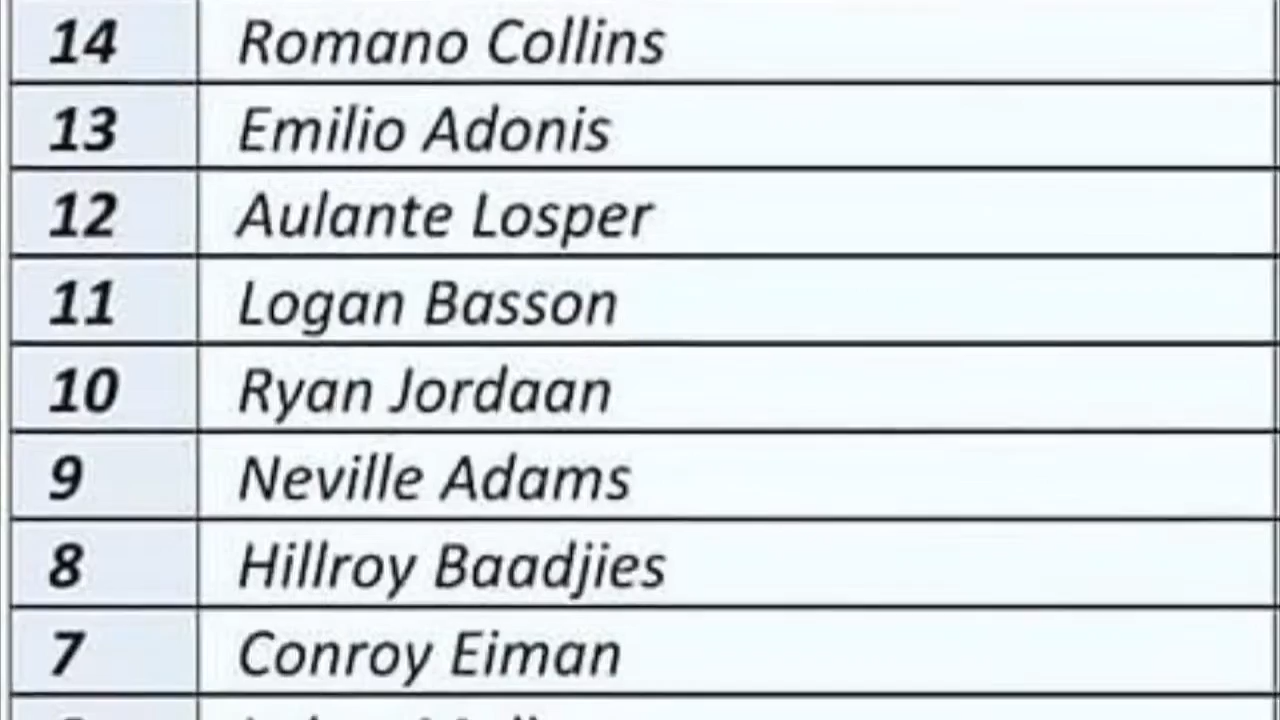 14 Romano Collins
13 Emilio Adonis
12 Aulante Losper
11 Logan Basson
10 Ryan Jordaan
9 Neville Adams
8 Hillroy Baadjies
7 Conroy Eiman